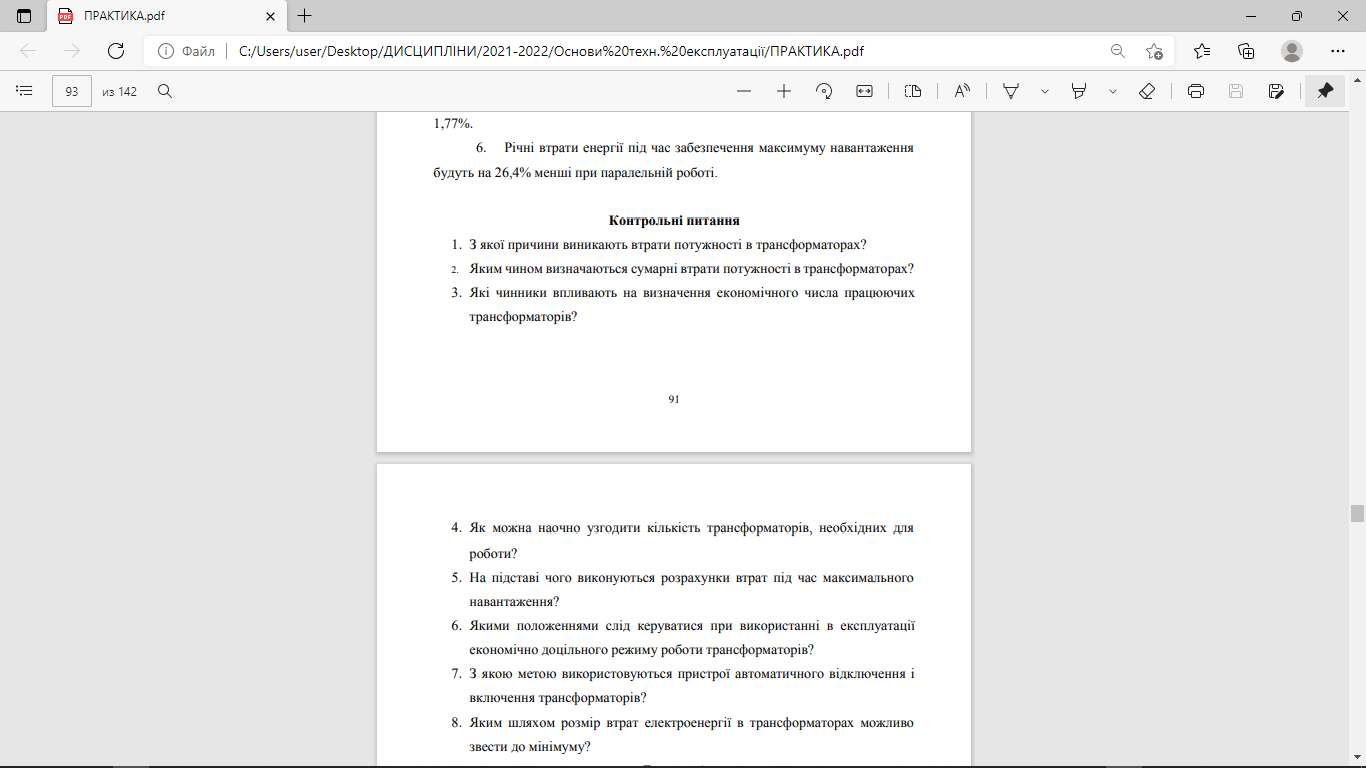 ПРАКТИКА.pdf
Файл C:/Users/user/Desktop/ДИСЦИПЛІНИ/2021-2022/Основи%20техн.%20експлуатації/ПРАКТИКА.pdf
93 из 142
1,77%.
6. Річні втрати енергії під час забезпечення максимуму навантаження
будуть на 26,4% менші при паралельній роботі.
Контрольні питання
1. З якої причини виникають втрати потужності в трансформаторах?
2. Яким чином визначаються сумарні втрати потужності в трансформаторах?
3. Які чинники впливають на визначення економічного числа працюючих
трансформаторів?
91
4. Як можна наочно узгодити кількість трансформаторів, необхідних для
роботи?
5. На підставі чого виконуються розрахунки втрат під час максимального
навантаження?
6. Якими положеннями слід керуватися при використанні в експлуатації
економічно доцільного режиму роботи трансформаторів?
7. З якою метою використовуються пристрої автоматичного відключення і
включення трансформаторів?
8. Яким шляхом розмір втрат електроенергії в трансформаторах можливо
звести до мінімуму?